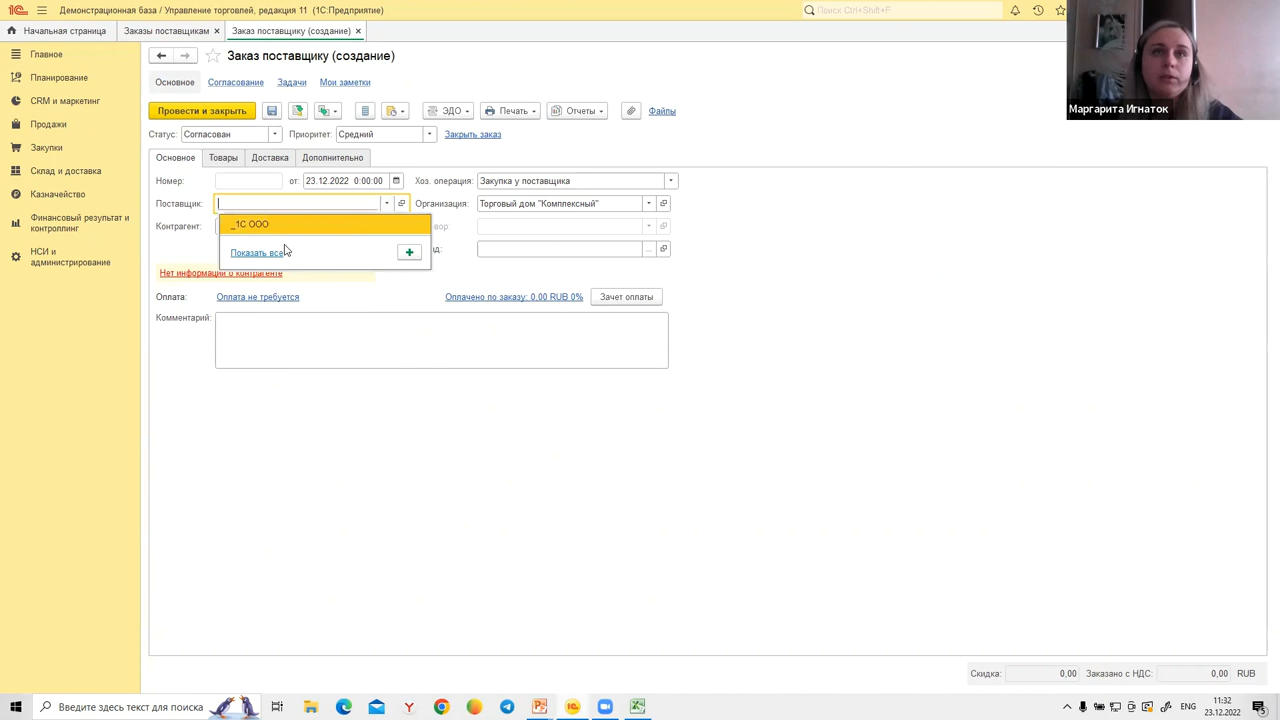 Демонстрационная база / Управление торговлей, редакция 11 (1С:Предприятие)
Поиск Ctrl+Shift+F
Начальная страница
Заказы поставщикам ×
Заказ поставщику (создание) ×
Главное
Планирование
CRM и маркетинг
Продажи
Закупки
Склад и доставка
Казначейство
Финансовый результат и
контроллинг
НСИ и
администрирование
Заказ поставщику (создание)
Основное Согласование Задачи Мои заметки
Провести и закрыть ЭДО Печать Отчеты Файлы
Статус: Согласован Приоритет: Средний Закрыть заказ
Основное Товары Доставка Дополнительно
Номер: от: 23.12.2022 0:00:00 Хоз. операция: Закупка у поставщика
Поставщик: Организация: Торговый дом "Комплексный"
_1С ООО
Контрагент: вор:
Показать все
Нет информации о контрагенте
Оплата: Оплата не требуется Оплачено по заказу: 0,00 RUB 0% Зачет оплаты
Комментарий:
Скидка: 0,00 Заказано с НДС: 0,00 RUB
Маргарита Игнаток
Введите здесь текст для поиска
ENG
11:32
23.12.2022
5